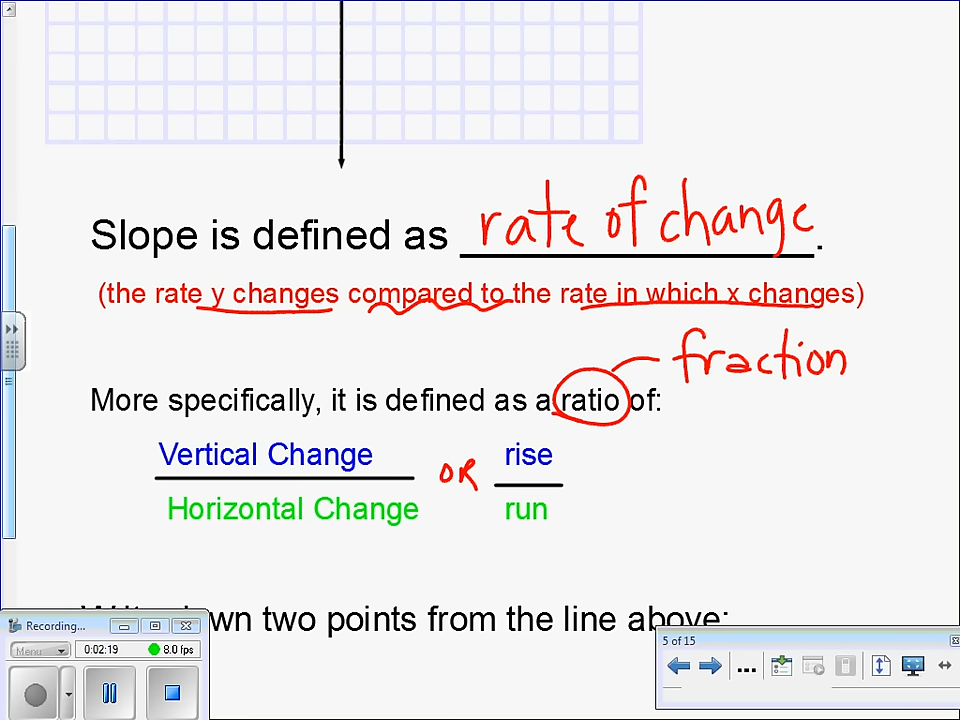 Slope is defined as rate of change.
(the rate y changes compared to the rate in which x changes)
fraction
More specifically, it is defined as a ratio of:
Vertical Change OR rise
Horizontal Change run
down two points from the line above:
Recording...
Menu 0:02:19 8.0 fps
5 of 15